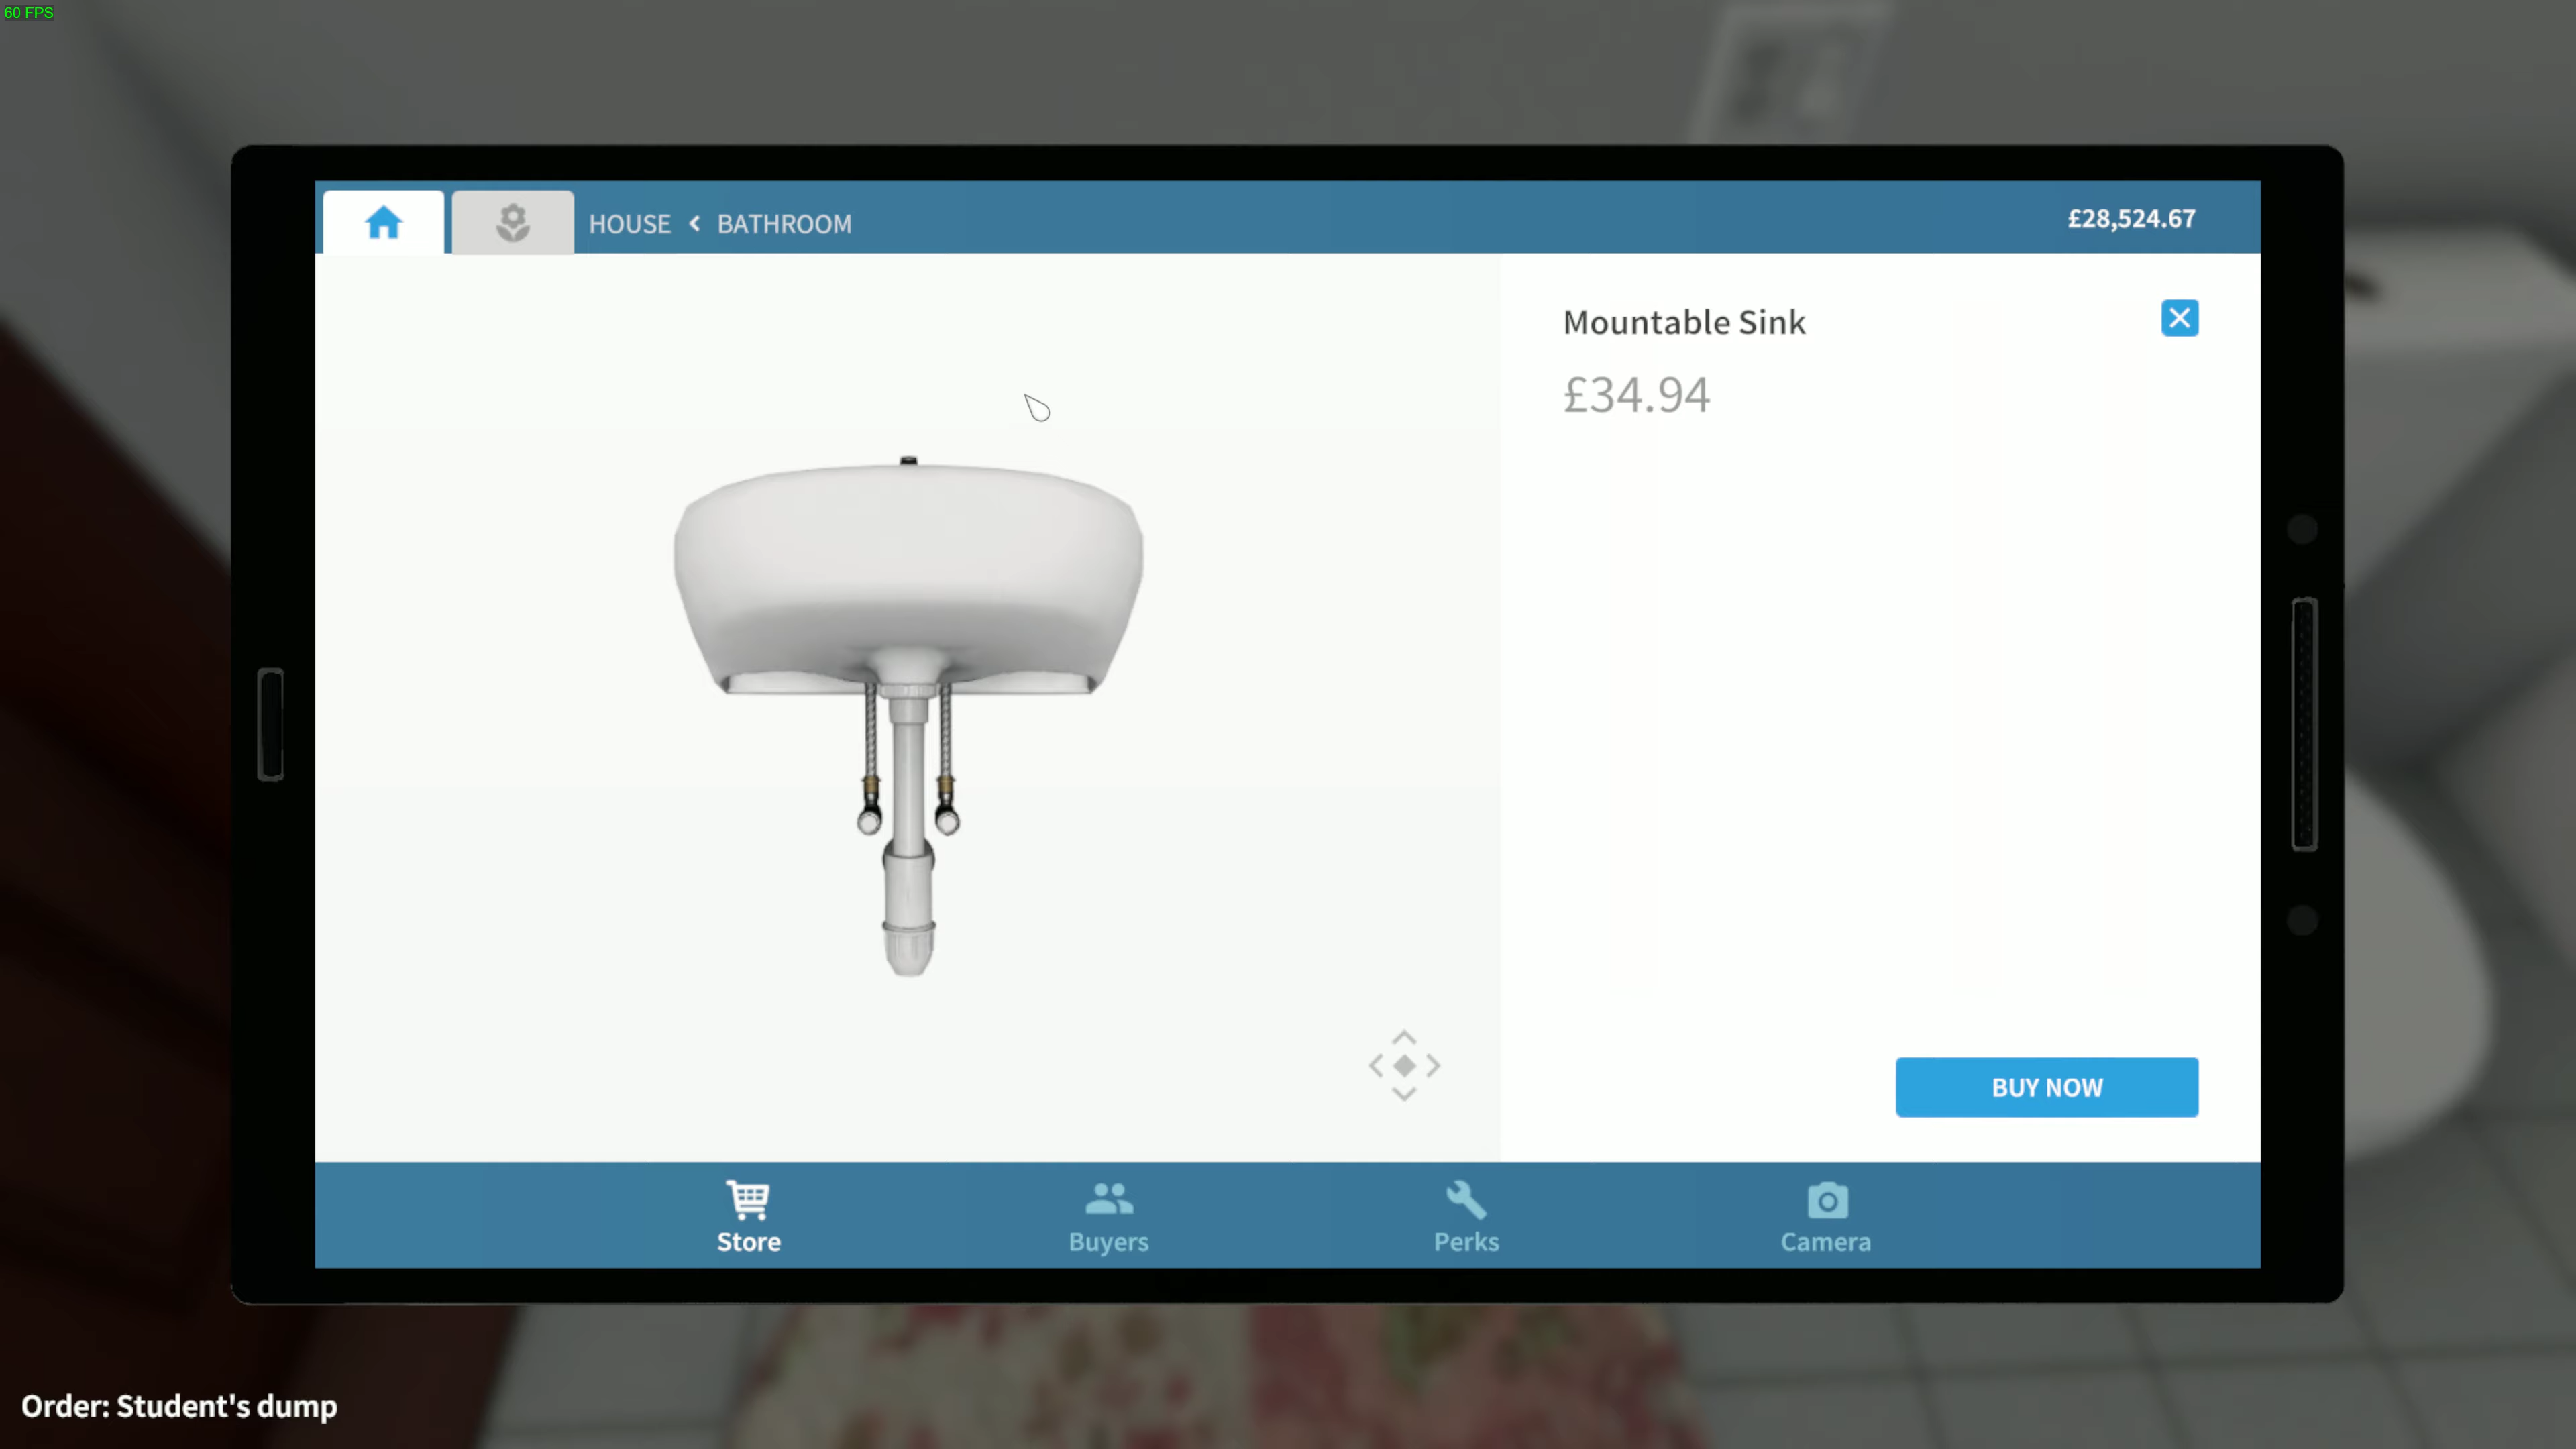 60 FPS
HOUSE < BATHROOM
£28,524.67
Mountable Sink
£34.94
BUY NOW
Store
Buyers
Perks
Camera
Order: Student's dump